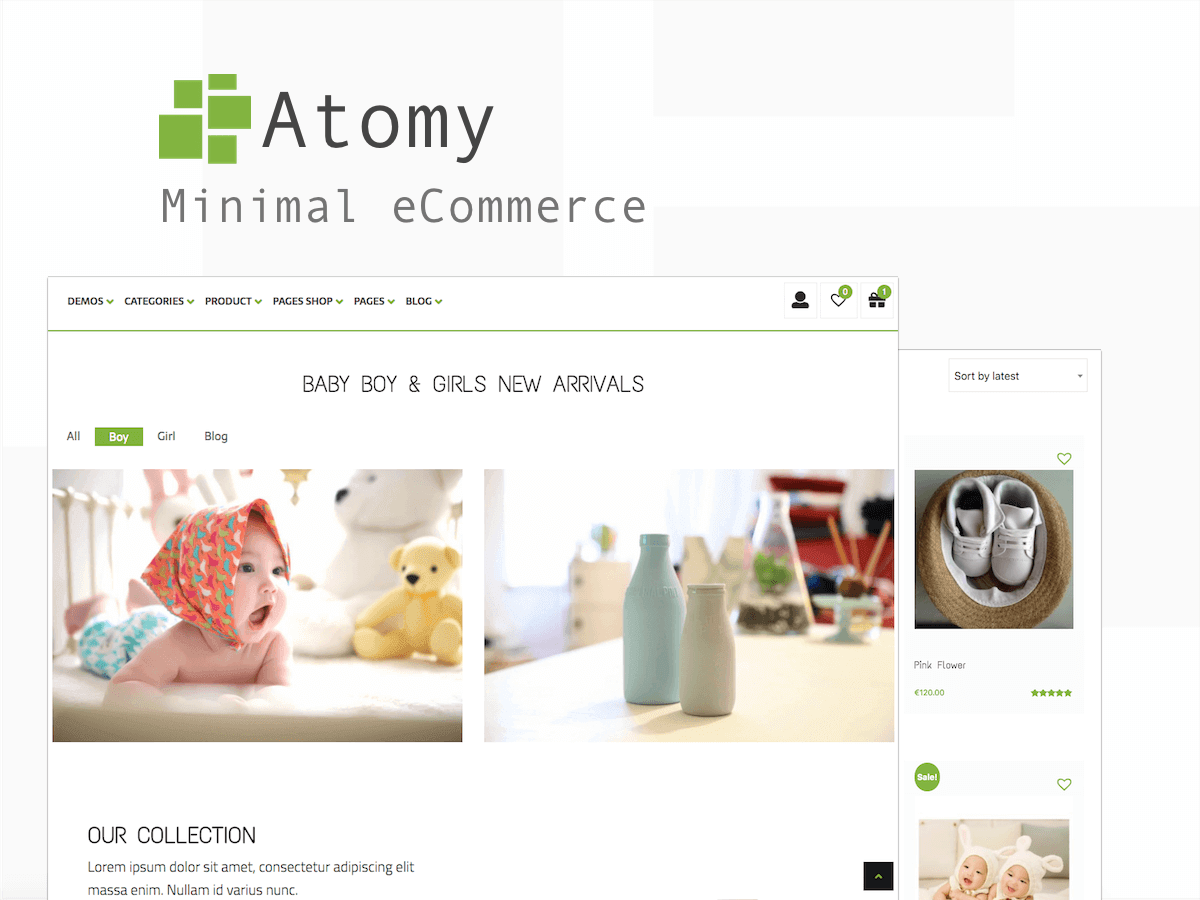 Atomy
Minimal eCommerce
DEMOS CATEGORIES PRODUCT PAGES SHOP PAGES BLOG
0
1
BABY BOY & GIRLS NEW ARRIVALS
All Boy Girl Blog
OUR COLLECTION
Lorem ipsum dolor sit amet, consectetur adipiscing elit
massa enim. Nullam id varius nunc.
Sort by latest
Pink Flower
€120.00
Sale!